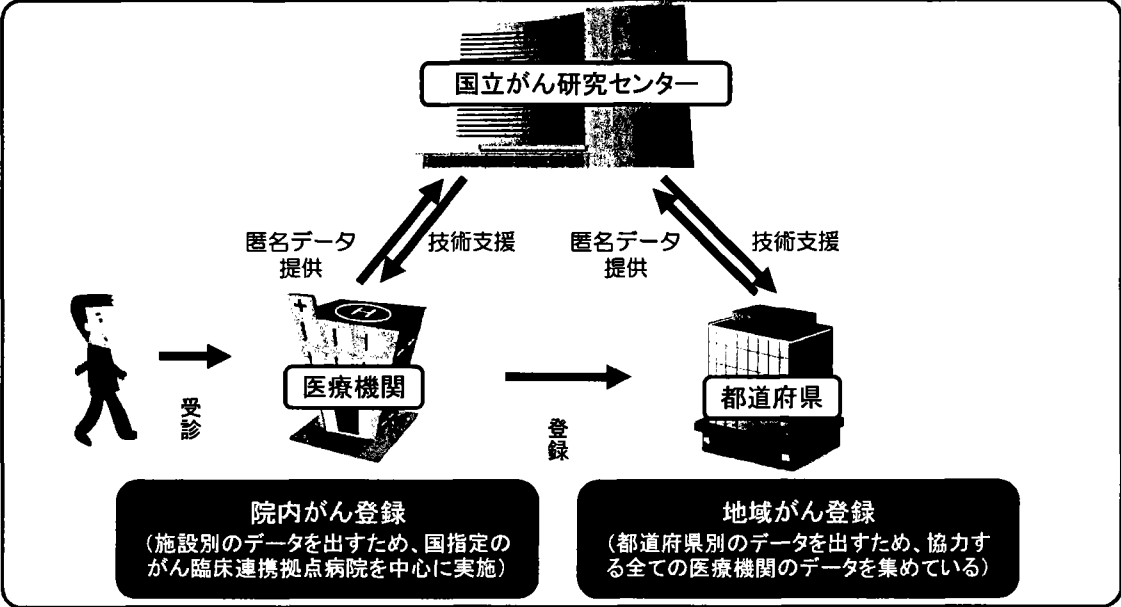 国立がん研究センター
匿名データ
提供
技術支援
匿名データ
提供
技術支援
H
受診
医療機関
登録
都道府県
院内がん登録
(施設別のデータを出すため、国指定の
がん臨床連携拠点病院を中心に実施)
地域がん登録
(都道府県別のデータを出すため、協力す
る全ての医療機関のデータを集めている)